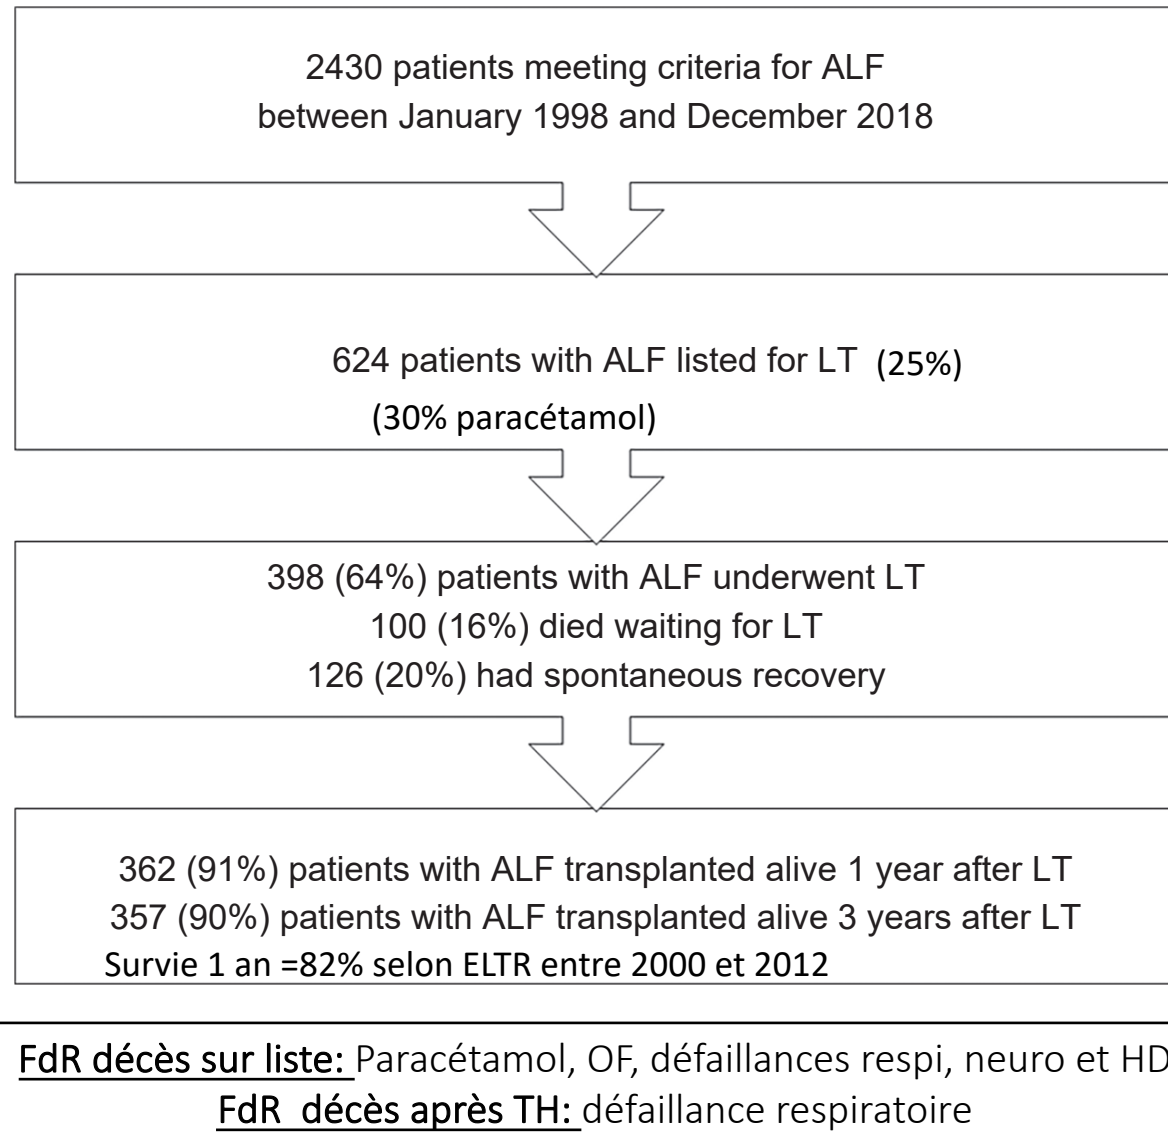 2430 patients meeting criteria for ALF
between January 1998 and December 2018
624 patients with ALF listed for LT (25%)
(30% paracétamol)
398 (64%) patients with ALF underwent LT
100 (16%) died waiting for LT
126 (20%) had spontaneous recovery
362 (91%) patients with ALF transplanted alive 1 year after LT
357 (90%) patients with ALF transplanted alive 3 years after LT
Survie 1 an =82% selon ELTR entre 2000 et 2012
FdR décès sur liste: Paracétamol, OF, défaillances respi, neuro et HD
FdR décès après TH: défaillance respiratoire